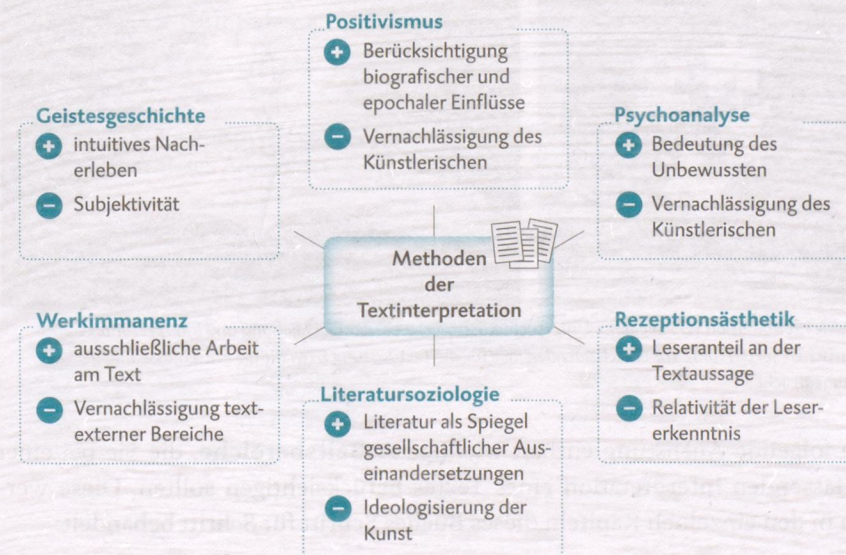 Positivismus
+ Berücksichtigung
biografischer und
epochaler Einflüsse
− Vernachlässigung des
Künstlerischen
Geistesgeschichte
+ intuitives Nach-
erleben
− Subjektivität
Psychoanalyse
+ Bedeutung des
Unbewussten
− Vernachlässigung des
Künstlerischen
Methoden
der
Textinterpretation
Werkimmanenz
+ ausschließliche Arbeit
am Text
− Vernachlässigung text-
externer Bereiche
Literatursoziologie
+ Literatur als Spiegel
gesellschaftlicher Aus-
einandersetzungen
− Ideologisierung der
Kunst
Rezeptionsästhetik
+ Leseranteil an der
Textaussage
− Relativität der Leser-
erkenntnis